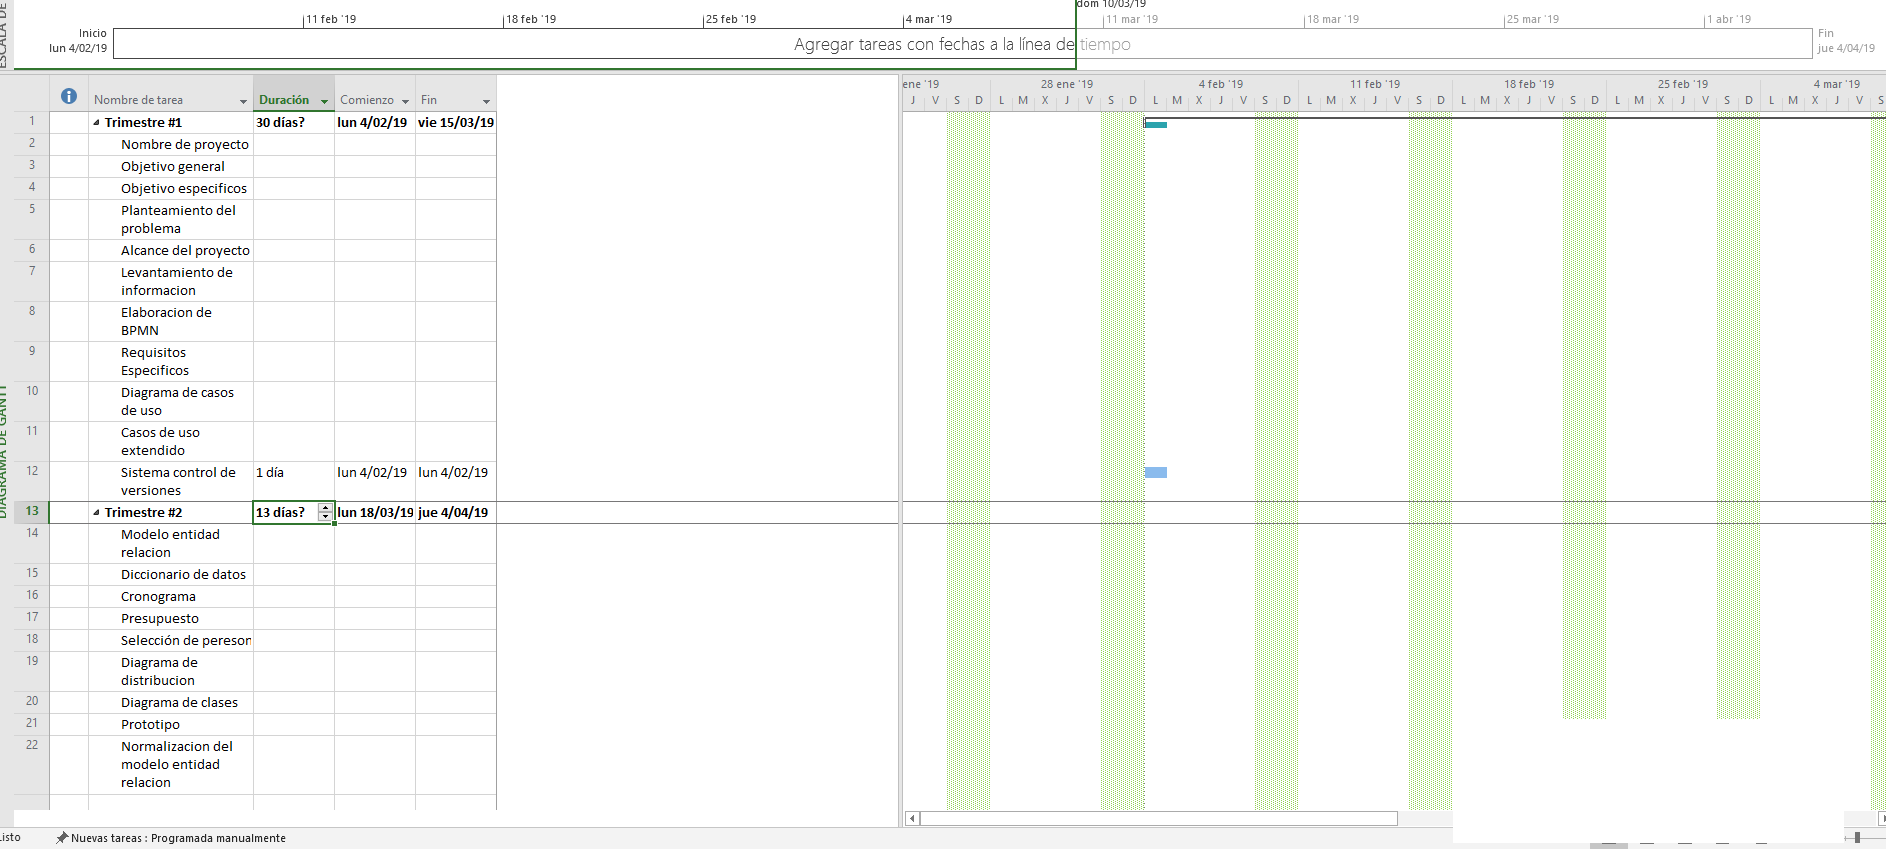 dom 10/03/19
11 feb '19 18 feb '19 25 feb '19 4 mar '19 11 mar '19 18 mar '19 25 mar '19 1 abr '19
ESCALA DE
Inicio
lun 4/02/19
Agregar tareas con fechas a la línea de tiempo
Fin
jue 4/04/19
Nombre de tarea Duración Comienzo Fin
ene '19 28 ene '19 4 feb '19 11 feb '19 18 feb '19 25 feb '19 4 mar '19
J V S D L M X J V S D L M X J V S D L M X J V S D L M X J V S D L M X J V S D L M X J V S
DIAGRAMA DE GANTT
1 Trimestre #1 30 días? lun 4/02/19 vie 15/03/19
2 Nombre de proyecto
3 Objetivo general
4 Objetivo especificos
5 Planteamiento del
problema
6 Alcance del proyecto
7 Levantamiento de
informacion
8 Elaboracion de
BPMN
9 Requisitos
Especificos
10 Diagrama de casos
de uso
11 Casos de uso
extendido
12 Sistema control de 1 día lun 4/02/19 lun 4/02/19
versiones
13 Trimestre #2 13 días? lun 18/03/19 jue 4/04/19
14 Modelo entidad
relacion
15 Diccionario de datos
16 Cronograma
17 Presupuesto
18 Selección de pereson
19 Diagrama de
distribucion
20 Diagrama de clases
21 Prototipo
22 Normalizacion del
modelo entidad
relacion
Listo Nuevas tareas : Programada manualmente